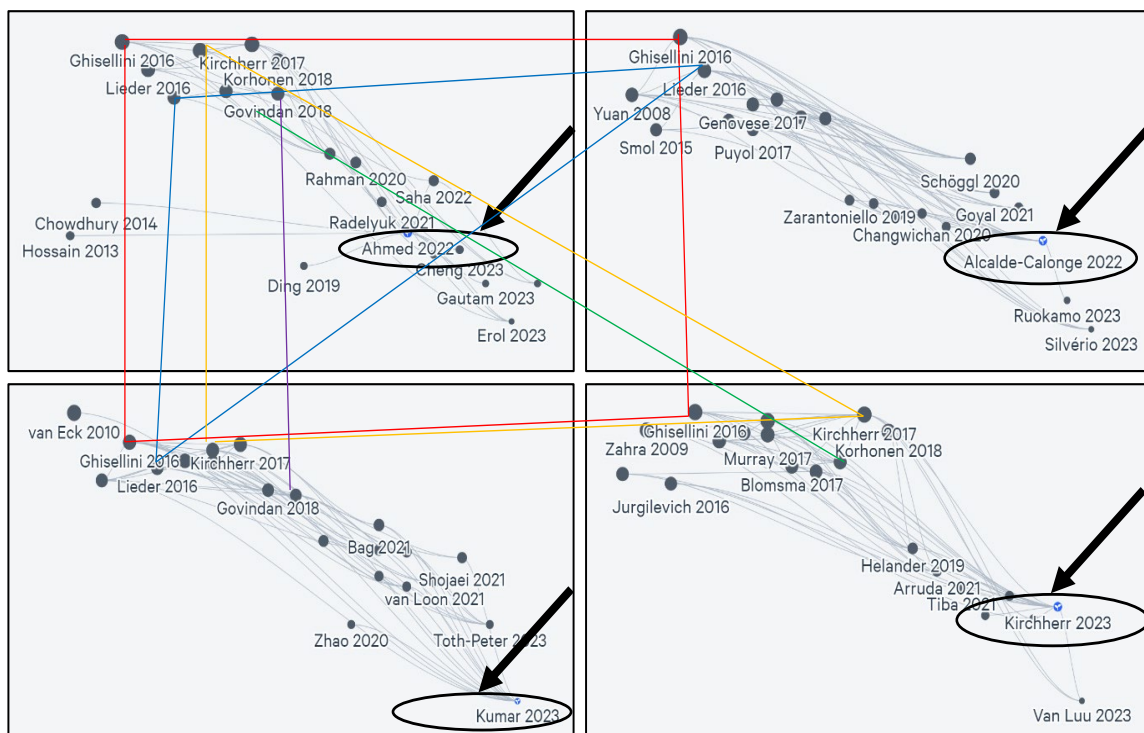 Ghisellini 2016
Kirchherr 2017
Korhonen 2018
Lieder 2016
Govindan 2018
Rahman 2020
Saha 2022
Chowdhury 2014
Radelyuk 2021
Hossain 2013
Ahmed 2022
Cheng 2023
Ding 2019
Gautam 2023
Erol 2023
Ghisellini 2016
Lieder 2016
Yuan 2008
Genovese 2017
Smol 2015
Puyol 2017
Schöggl 2020
Zarantoniello 2019
Goyal 2021
Changwichan 2020
Alcalde-Calonge 2022
Ruokamo 2023
Silvério 2023
van Eck 2010
Ghisellini 2016
Kirchherr 2017
Lieder 2016
Govindan 2018
Bag 2021
Shojaei 2021
van Loon 2021
Zhao 2020
Toth-Peter 2023
Kumar 2023
Ghisellini 2016
Kirchherr 2017
Zahra 2009
Korhonen 2018
Murray 2017
Blomsma 2017
Jurgilevich 2016
Helander 2019
Arruda 2021
Tiba 2021
Kirchherr 2023
Van Luu 2023